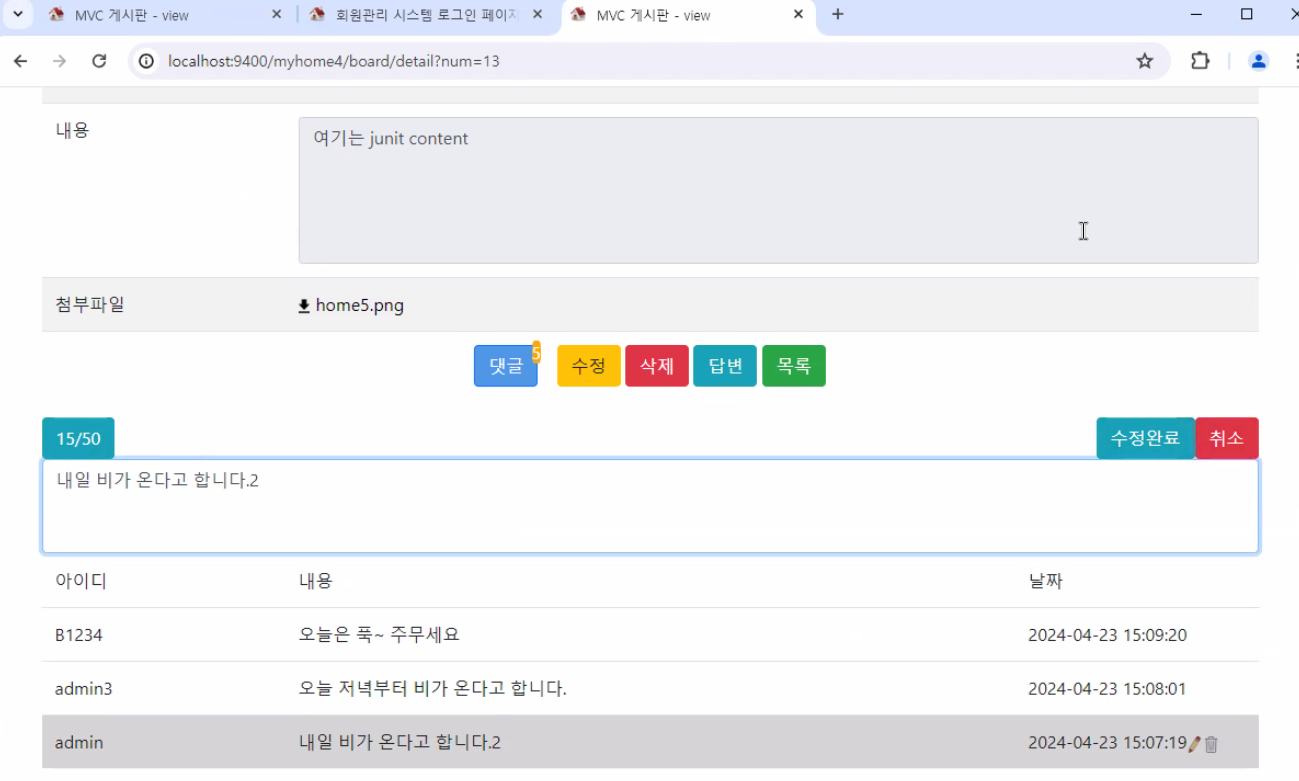 MVC 게시판 - view
회원관리 시스템 로그인 페이지
MVC 게시판 - view
localhost:9400/myhome4/board/detail?num=13
내용
여기는 junit content
첨부파일
home5.png
댓글 5 수정 삭제 답변 목록
15/50 수정완료 취소
내일 비가 온다고 합니다.2
아이디 내용 날짜
B1234 오늘은 푹~ 주무세요 2024-04-23 15:09:20
admin3 오늘 저녁부터 비가 온다고 합니다. 2024-04-23 15:08:01
admin 내일 비가 온다고 합니다.2 2024-04-23 15:07:19